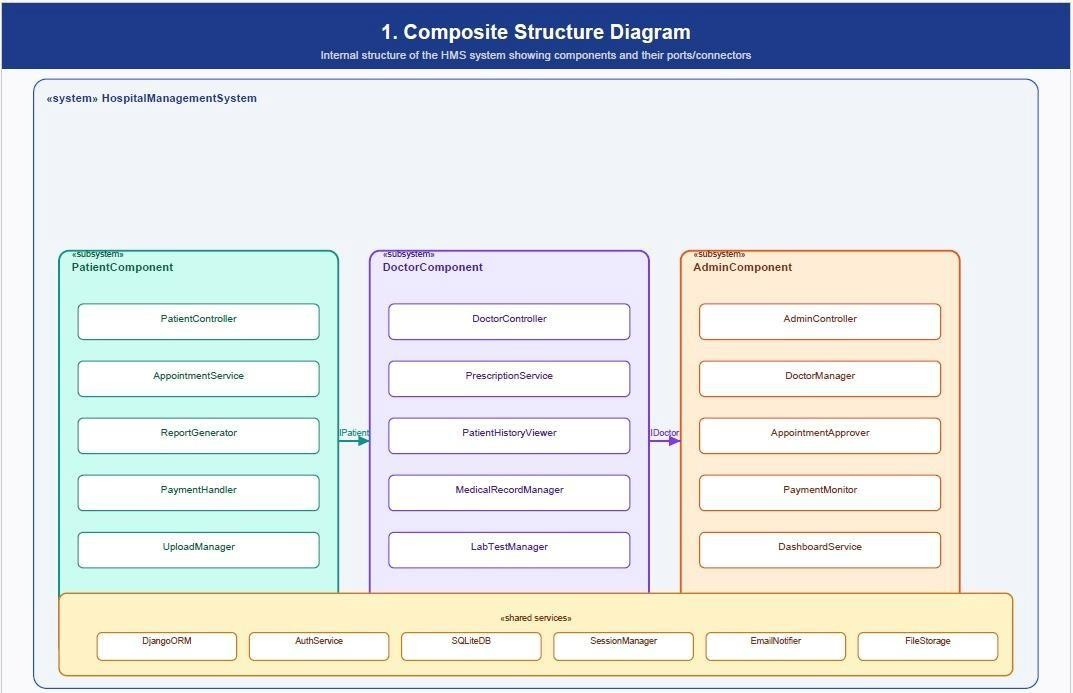 1. Composite Structure Diagram
Internal structure of the HMS system showing components and their ports/connectors
«system» HospitalManagementSystem
«subsystem»
PatientComponent
PatientController
AppointmentService
ReportGenerator
PaymentHandler
UploadManager
IPatient
«subsystem»
DoctorComponent
DoctorController
PrescriptionService
PatientHistoryViewer
MedicalRecordManager
LabTestManager
IDoctor
«subsystem»
AdminComponent
AdminController
DoctorManager
AppointmentApprover
PaymentMonitor
DashboardService
«shared services»
DjangoORM
AuthService
SQLiteDB
SessionManager
EmailNotifier
FileStorage